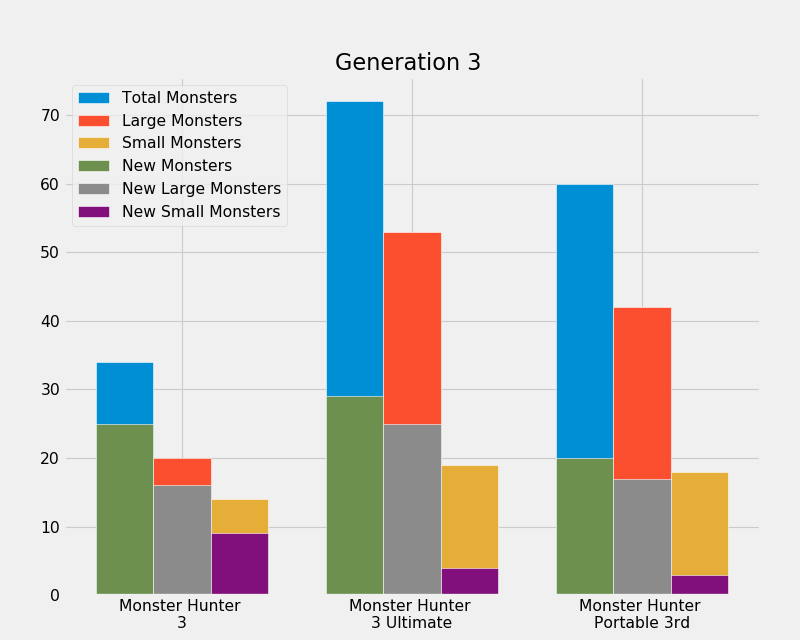 Generation 3
Total Monsters
Large Monsters
Small Monsters
New Monsters
New Large Monsters
New Small Monsters
70
60
50
40
30
20
10
0
Monster Hunter
3
Monster Hunter
3 Ultimate
Monster Hunter
Portable 3rd